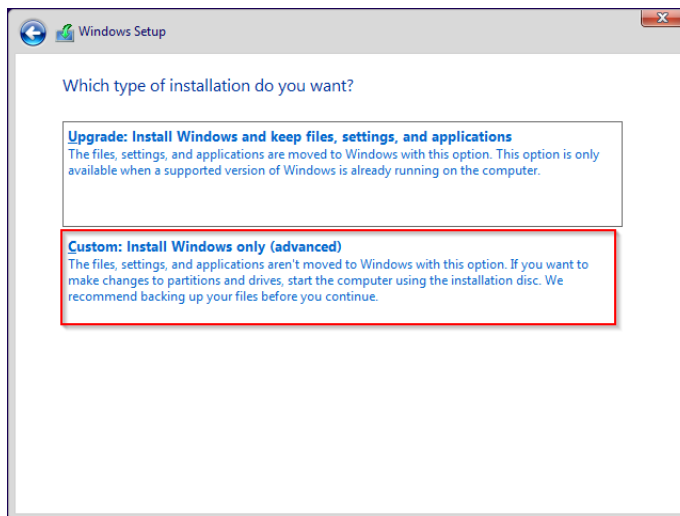 Windows Setup
Which type of installation do you want?
Upgrade: Install Windows and keep files, settings, and applications
The files, settings, and applications are moved to Windows with this option. This option is only
available when a supported version of Windows is already running on the computer.
Custom: Install Windows only (advanced)
The files, settings, and applications aren't moved to Windows with this option. If you want to
make changes to partitions and drives, start the computer using the installation disc. We
recommend backing up your files before you continue.